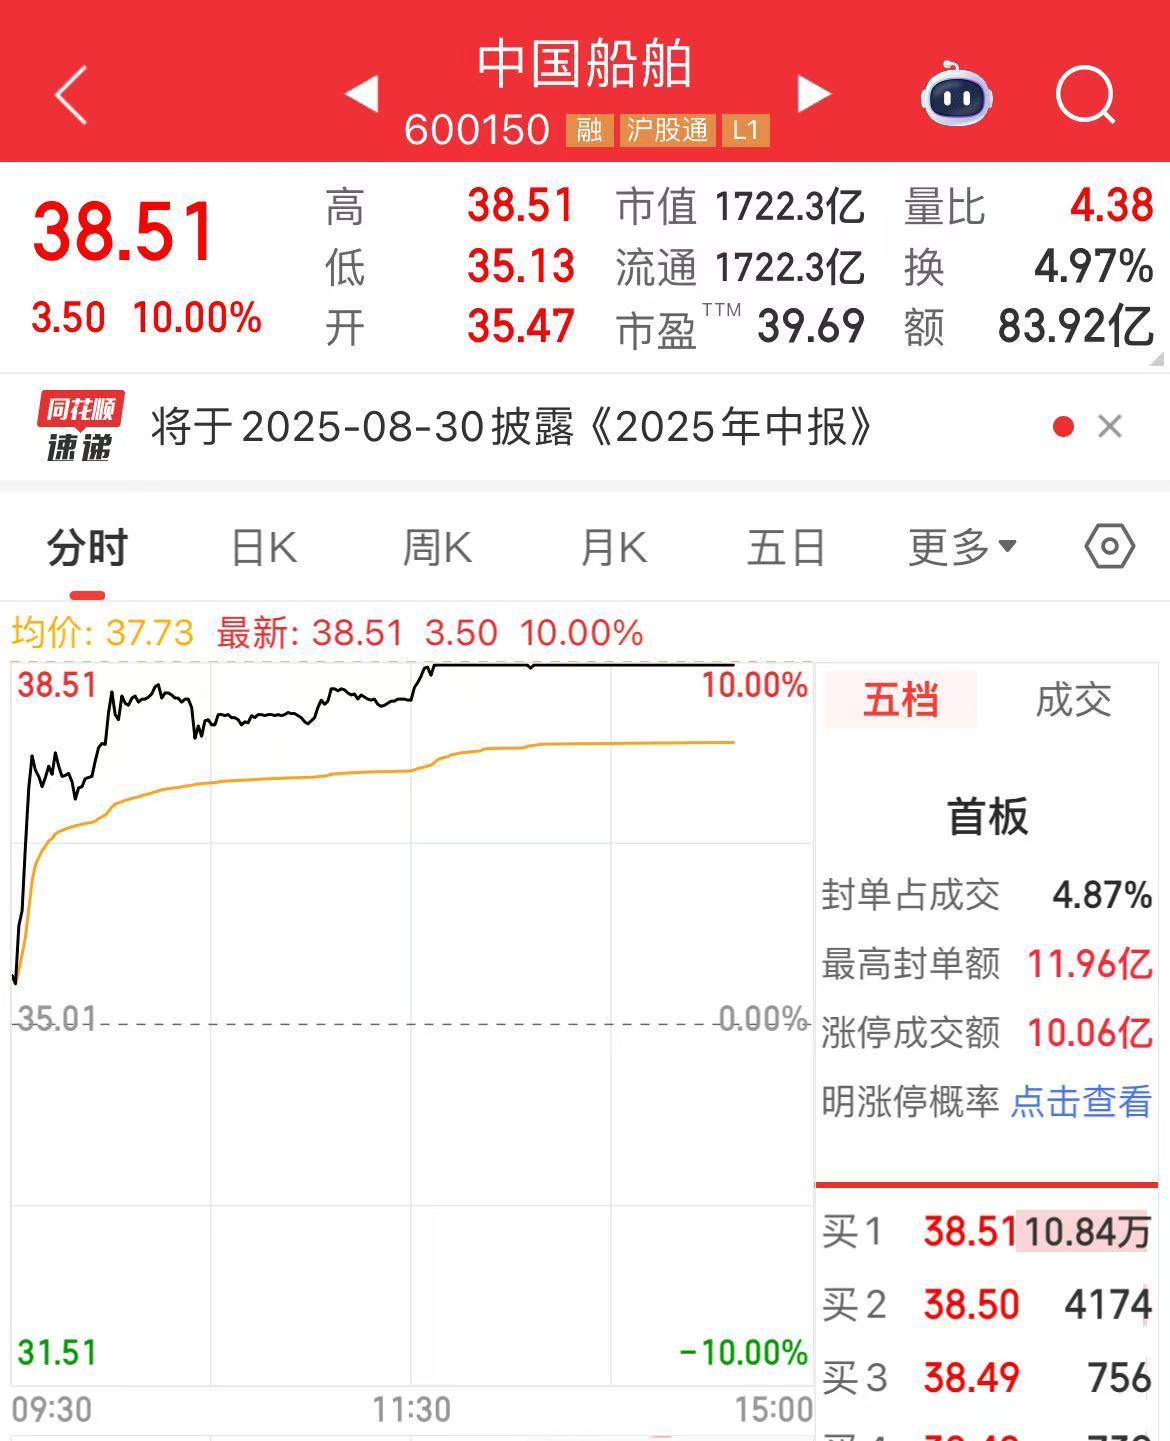 中国船舶
600150 融 沪股通 L1
38.51
3.50 10.00%
高 38.51 市值 1722.3亿 量比 4.38
低 35.13 流通 1722.3亿 换 4.97%
开 35.47 市盈TTM 39.69 额 83.92亿
同花顺
速递
将于2025-08-30披露《2025年中报》
分时 日K 周K 月K 五日 更多
均价: 37.73 最新: 38.51 3.50 10.00%
38.51 10.00%
35.01 0.00%
31.51 -10.00%
09:30 11:30 15:00
五档 成交
首板
封单占成交 4.87%
最高封单额 11.96亿
涨停成交额 10.06亿
明涨停概率 点击查看
买1 38.51 10.84万
买2 38.50 4174
买3 38.49 756